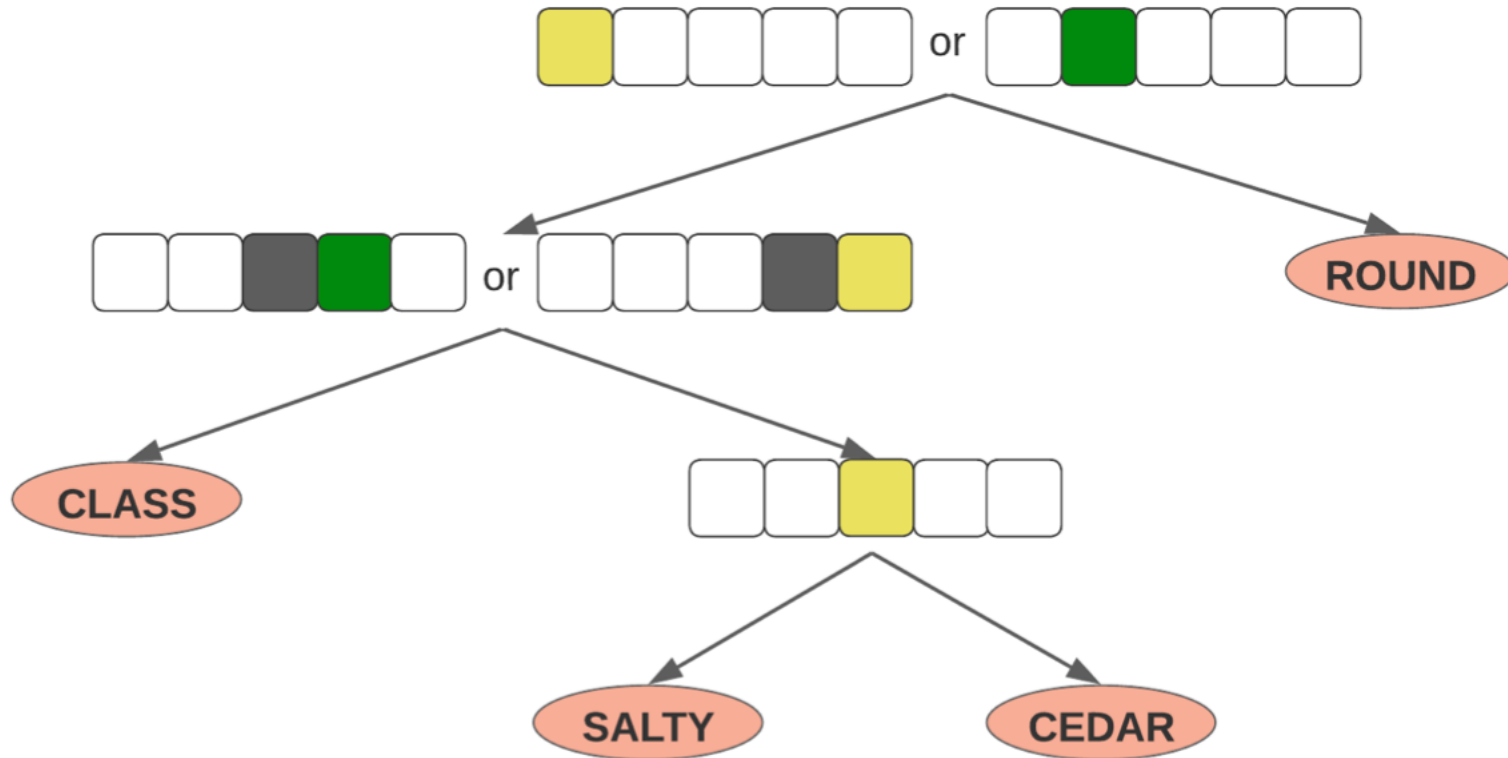 or
or
ROUND
CLASS
SALTY
CEDAR